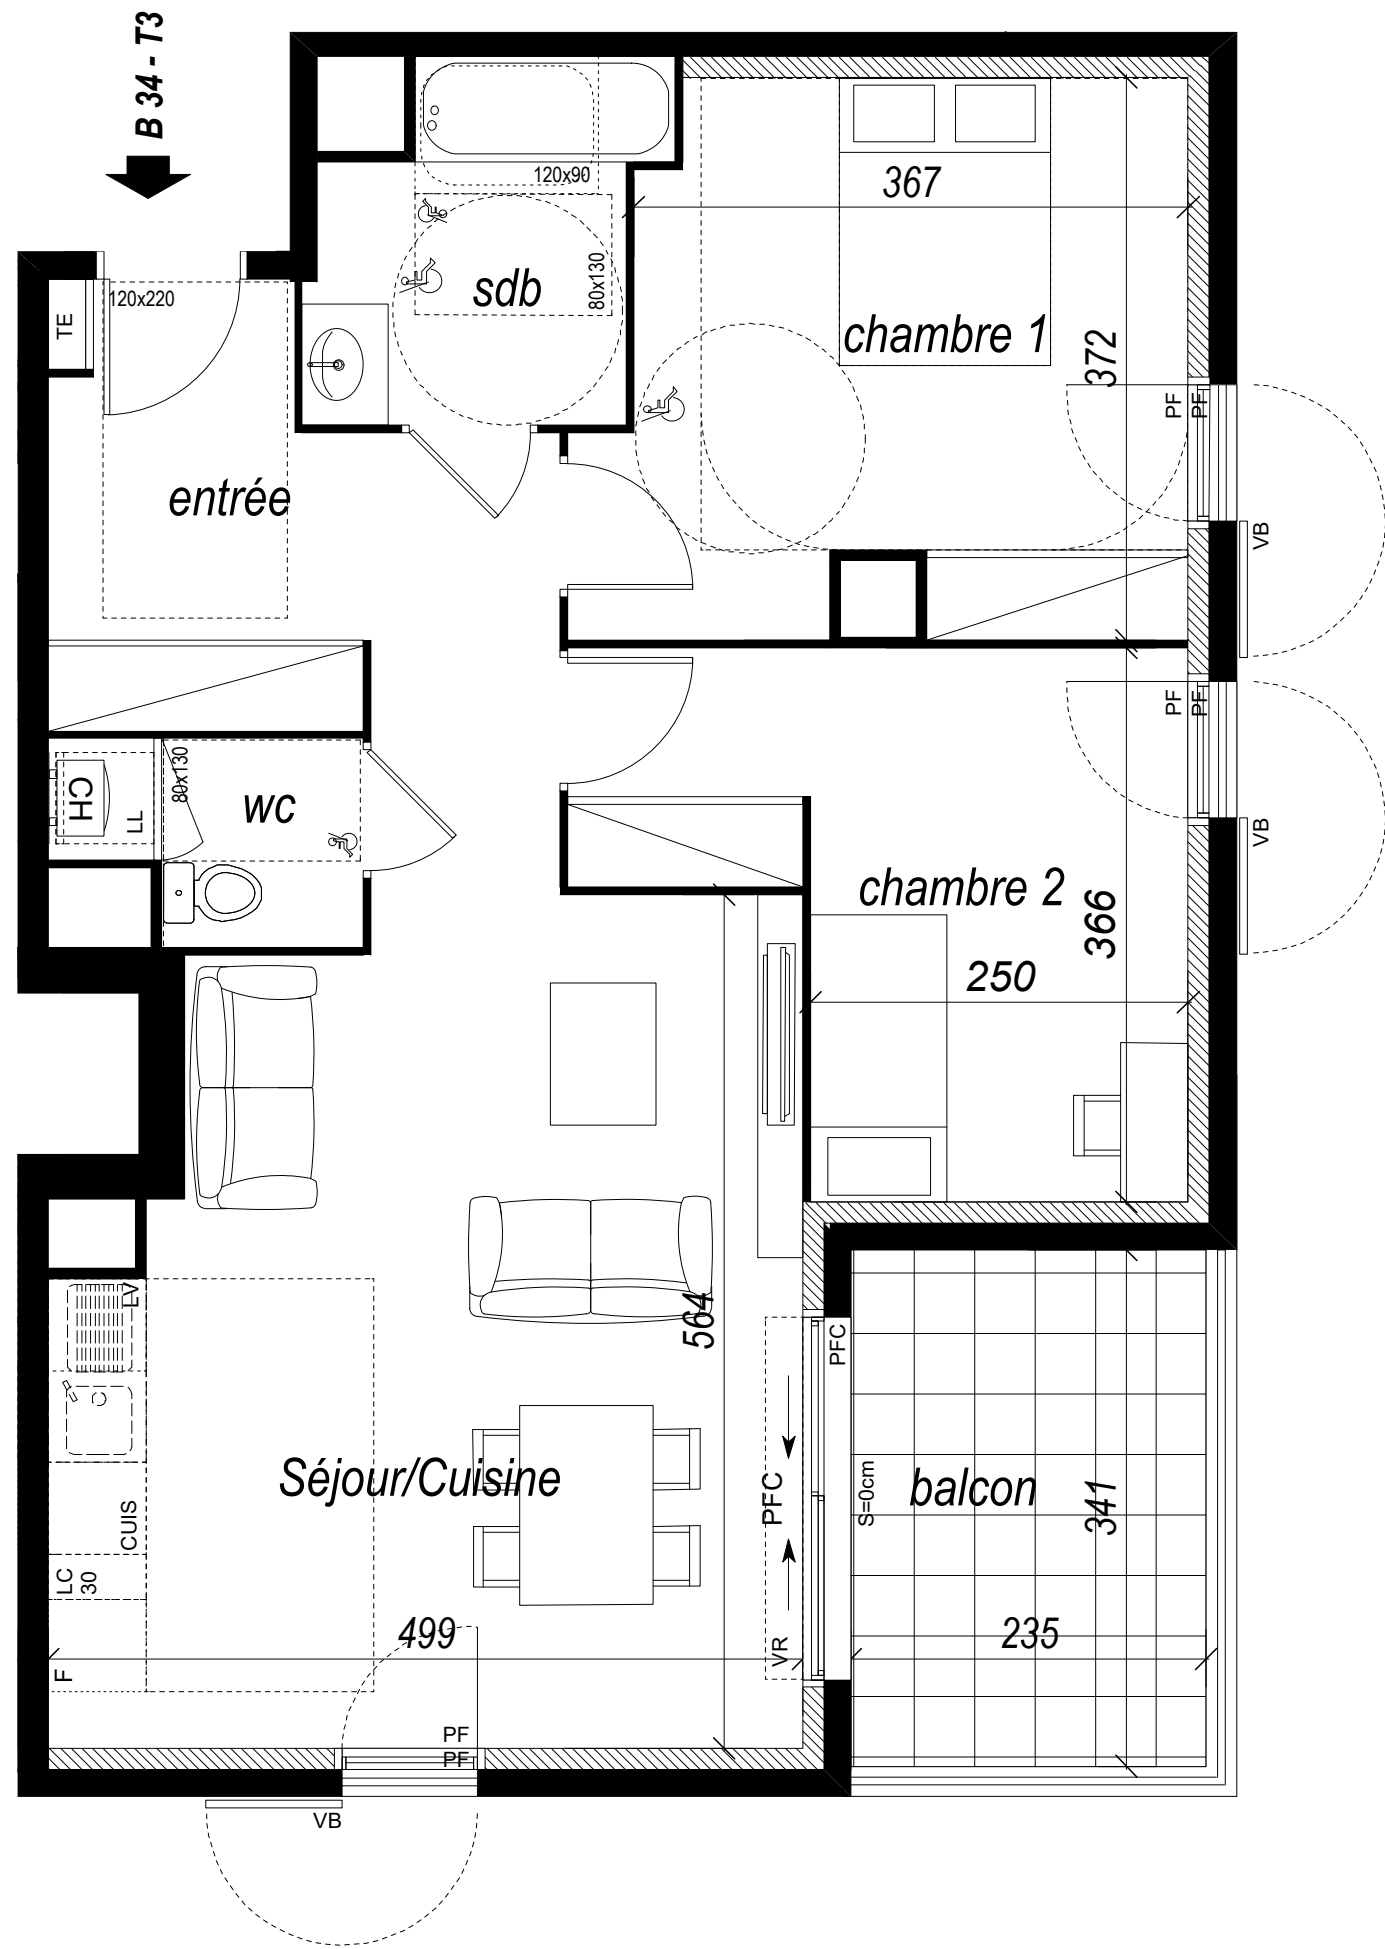 B 34 - T3
120x90
367
sdb
80x130
TE
120x220
chambre 1
372
PF
PF
VB
entrée
PF
PF
VB
80x130
CH
LL
wc
chambre 2
366
250
LV
564
PFC
Séjour/Cuisine
CUIS
LC
30
F
499
PFC
VR
S=0cm
balcon
341
235
PF
PF
VB